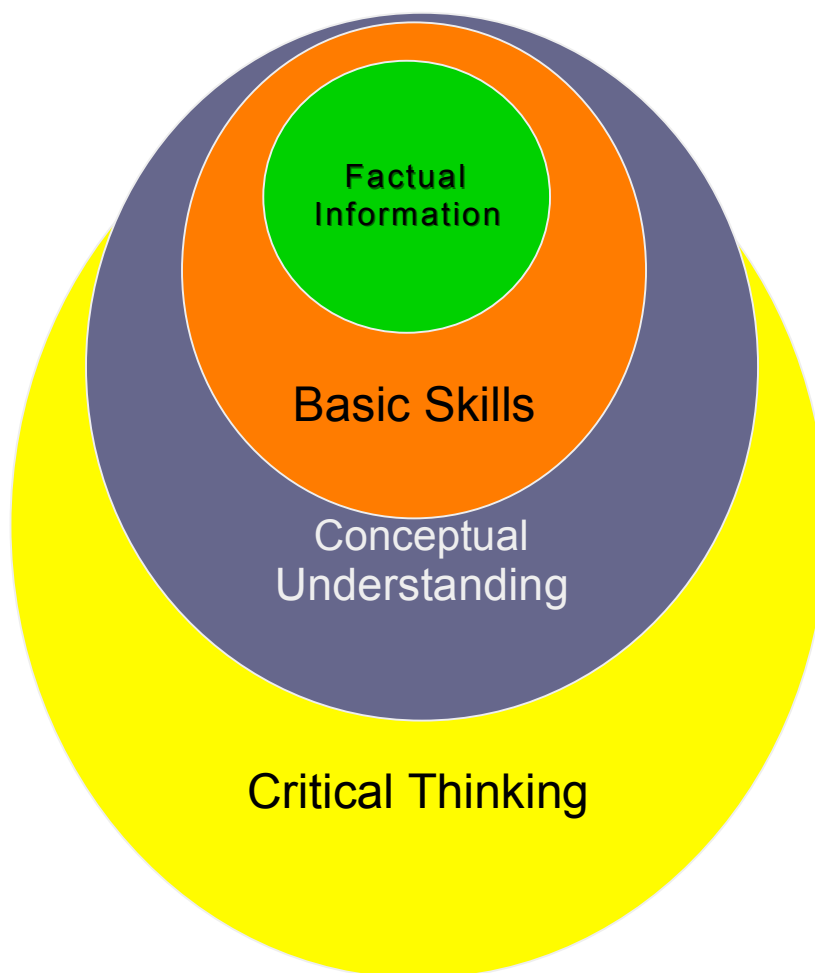 Factual
Information
Basic Skills
Conceptual
Understanding
Critical Thinking